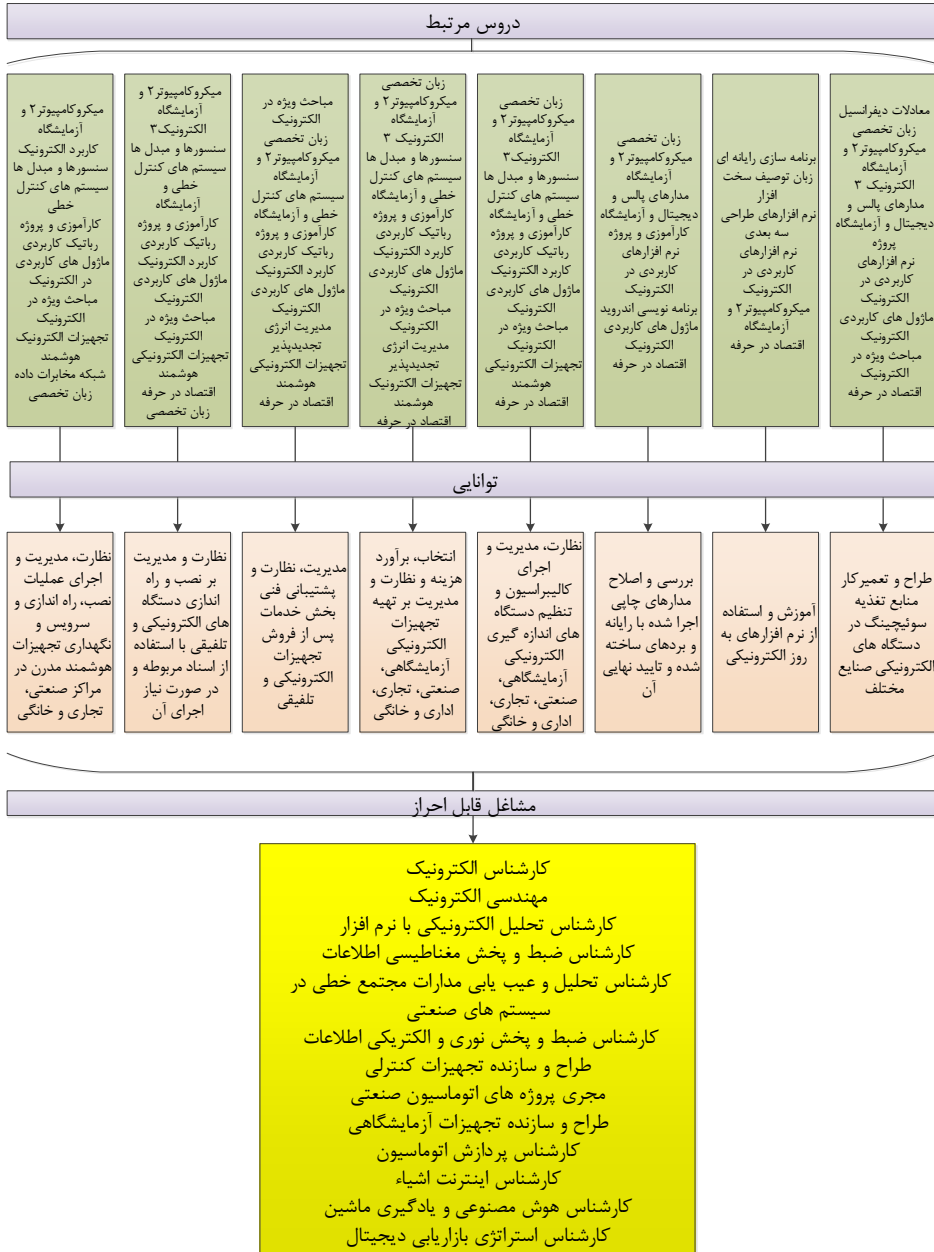 دروس مرتبط
معادلات دیفرانسیل
زبان تخصصی
میکروکامپیوتر۲ و
آزمایشگاه
الکترونیک ۳
مدارهای پالس و
دیجیتال و آزمایشگاه
پروژه
نرم افزارهای
کاربردی در
الکترونیک
ماژول های کاربردی
الکترونیک
مباحث ویژه در
الکترونیک
اقتصاد در حرفه
برنامه سازی رایانه ای
زبان توصیف سخت
افزار
نرم افزارهای طراحی
سه بعدی
نرم افزارهای
کاربردی در
الکترونیک
میکروکامپیوتر۲ و
آزمایشگاه
اقتصاد در حرفه
زبان تخصصی
میکروکامپیوتر۲ و
آزمایشگاه
مدارهای پالس و
دیجیتال و آزمایشگاه
کارآموزی و پروژه
نرم افزارهای
کاربردی در
الکترونیک
برنامه نویسی اندروید
ماژول های کاربردی
الکترونیک
اقتصاد در حرفه
زبان تخصصی
میکروکامپیوتر۲ و
آزمایشگاه
الکترونیک۳
سنسورها و مبدل ها
سیستم های کنترل
خطی و آزمایشگاه
کارآموزی و پروژه
رباتیک کاربردی
کاربرد الکترونیک
ماژول های کاربردی
الکترونیک
مباحث ویژه در
الکترونیک
تجهیزات الکترونیکی
هوشمند
اقتصاد در حرفه
زبان تخصصی
میکروکامپیوتر۲ و
آزمایشگاه
الکترونیک ۳
سنسورها و مبدل ها
سیستم های کنترل
خطی و آزمایشگاه
کارآموزی و پروژه
رباتیک کاربردی
کاربرد الکترونیک
ماژول های کاربردی
الکترونیک
مباحث ویژه در
الکترونیک
مدیریت انرژی
تجدیدپذیر
تجهیزات الکترونیک
هوشمند
اقتصاد در حرفه
مباحث ویژه در
الکترونیک
زبان تخصصی
میکروکامپیوتر۲ و
آزمایشگاه
سیستم های کنترل
خطی و آزمایشگاه
کارآموزی و پروژه
رباتیک کاربردی
کاربرد الکترونیک
ماژول های کاربردی
الکترونیک
مدیریت انرژی
تجدیدپذیر
تجهیزات الکترونیکی
هوشمند
اقتصاد در حرفه
میکروکامپیوتر۲ و
آزمایشگاه
الکترونیک۳
سنسورها و مبدل ها
سیستم های کنترل
خطی و
آزمایشگاه
کارآموزی و پروژه
رباتیک کاربردی
کاربرد الکترونیک
ماژول های کاربردی
الکترونیک
مباحث ویژه در
الکترونیک
تجهیزات الکترونیکی
هوشمند
اقتصاد در حرفه
زبان تخصصی
میکروکامپیوتر۲ و
آزمایشگاه
کاربرد الکترونیک
سنسورها و مبدل ها
سیستم های کنترل
خطی
کارآموزی و پروژه
رباتیک کاربردی
ماژول های کاربردی
در الکترونیک
مباحث ویژه در
الکترونیک
تجهیزات الکترونیک
هوشمند
شبکه مخابرات داده
زبان تخصصی
توانایی
طراح و تعمیرکار
منابع تغذیه
سوئیچینگ در
دستگاه های
الکترونیکی صنایع
مختلف
آموزش و استفاده
از نرم افزارهای به
روز الکترونیکی
بررسی و اصلاح
مدارهای چاپی
اجرا شده با رایانه
و بردهای ساخته
شده و تایید نهایی
آن
نظارت، مدیریت و
اجرای
کالیبراسیون و
تنظیم دستگاه
های اندازه گیری
الکترونیکی
آزمایشگاهی،
صنعتی، تجاری،
اداری و خانگی
انتخاب، برآورد
هزینه و نظارت و
مدیریت بر تهیه
تجهیزات
الکترونیکی
آزمایشگاهی،
صنعتی، تجاری،
اداری و خانگی
مدیریت، نظارت و
پشتیبانی فنی
بخش خدمات
پس از فروش
تجهیزات
الکترونیکی و
تلفیقی
نظارت و مدیریت
بر نصب و راه
اندازی دستگاه
های الکترونیکی و
تلفیقی با استفاده
از اسناد مربوطه و
در صورت نیاز
اجرای آن
نظارت، مدیریت و
اجرای عملیات
نصب، راه اندازی و
سرویس و
نگهداری تجهیزات
هوشمند مدرن در
مراکز صنعتی،
تجاری و خانگی
مشاغل قابل احراز
کارشناس الکترونیک
مهندسی الکترونیک
کارشناس تحلیل الکترونیکی با نرم افزار
کارشناس ضبط و پخش مغناطیسی اطلاعات
کارشناس تحلیل و عیب یابی مدارات مجتمع خطی در
سیستم های صنعتی
کارشناس ضبط و پخش نوری و الکتریکی اطلاعات
طراح و سازنده تجهیزات کنترلی
مجری پروژه های اتوماسیون صنعتی
طراح و سازنده تجهیزات آزمایشگاهی
کارشناس پردازش اتوماسیون
کارشناس اینترنت اشیاء
کارشناس هوش مصنوعی و یادگیری ماشین
کارشناس استراتژی بازاریابی دیجیتال